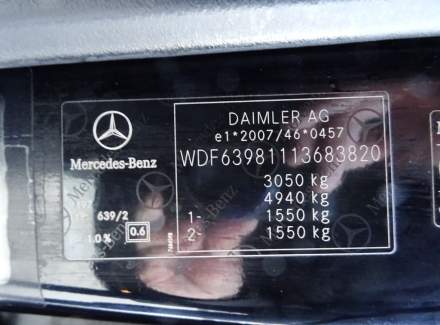 DAIMLER AG
e1*2007/46*0457
Mercedes-Benz
WDF63981113683820
3050 kg
4940 kg
639/2
1- 1550 kg
1.0 % 0.6
2- 1550 kg